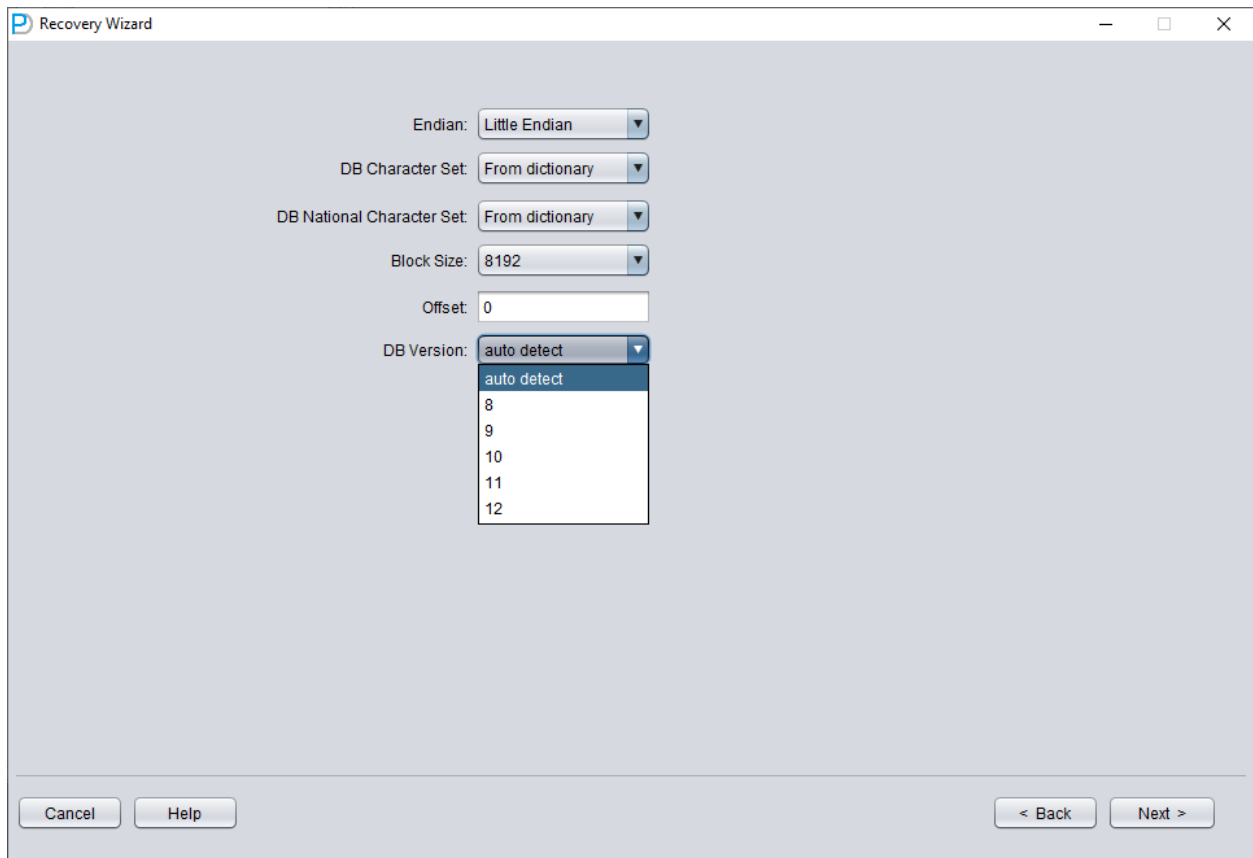 Recovery Wizard
Endian: Little Endian
DB Character Set: From dictionary
DB National Character Set: From dictionary
Block Size: 8192
Offset: 0
DB Version: auto detect
auto detect
8
9
10
11
12
Cancel Help < Back Next >